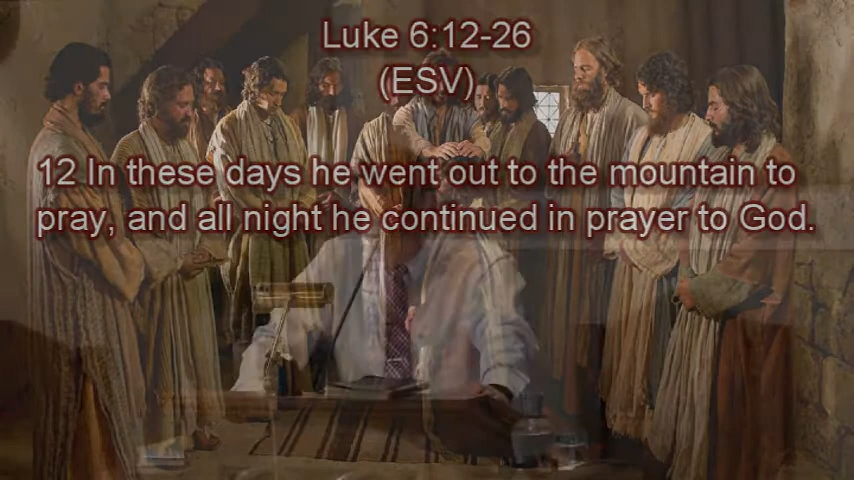 Luke 6:12-26
(ESV)
12 In these days he went out to the mountain to
pray, and all night he continued in prayer to God.